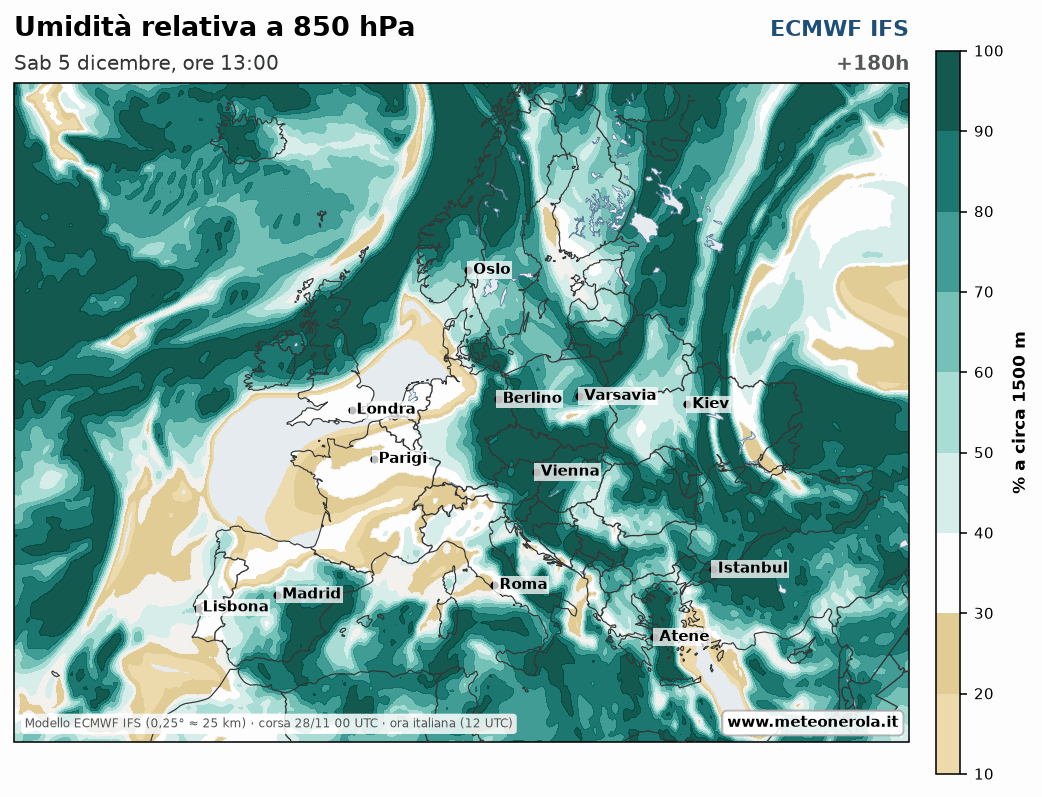 Umidità relativa a 850 hPa
ECMWF IFS
Sab 5 dicembre, ore 13:00
+180h
100
90
80
70
60
50
40
30
20
10
% a circa 1500 m
Oslo
Berlino
Varsavia
Kiev
Londra
Parigi
Vienna
Istanbul
Roma
Madrid
Lisbona
Atene
Modello ECMWF IFS (0,25° ≈ 25 km) · corsa 28/11 00 UTC · ora italiana (12 UTC)
www.meteonerola.it